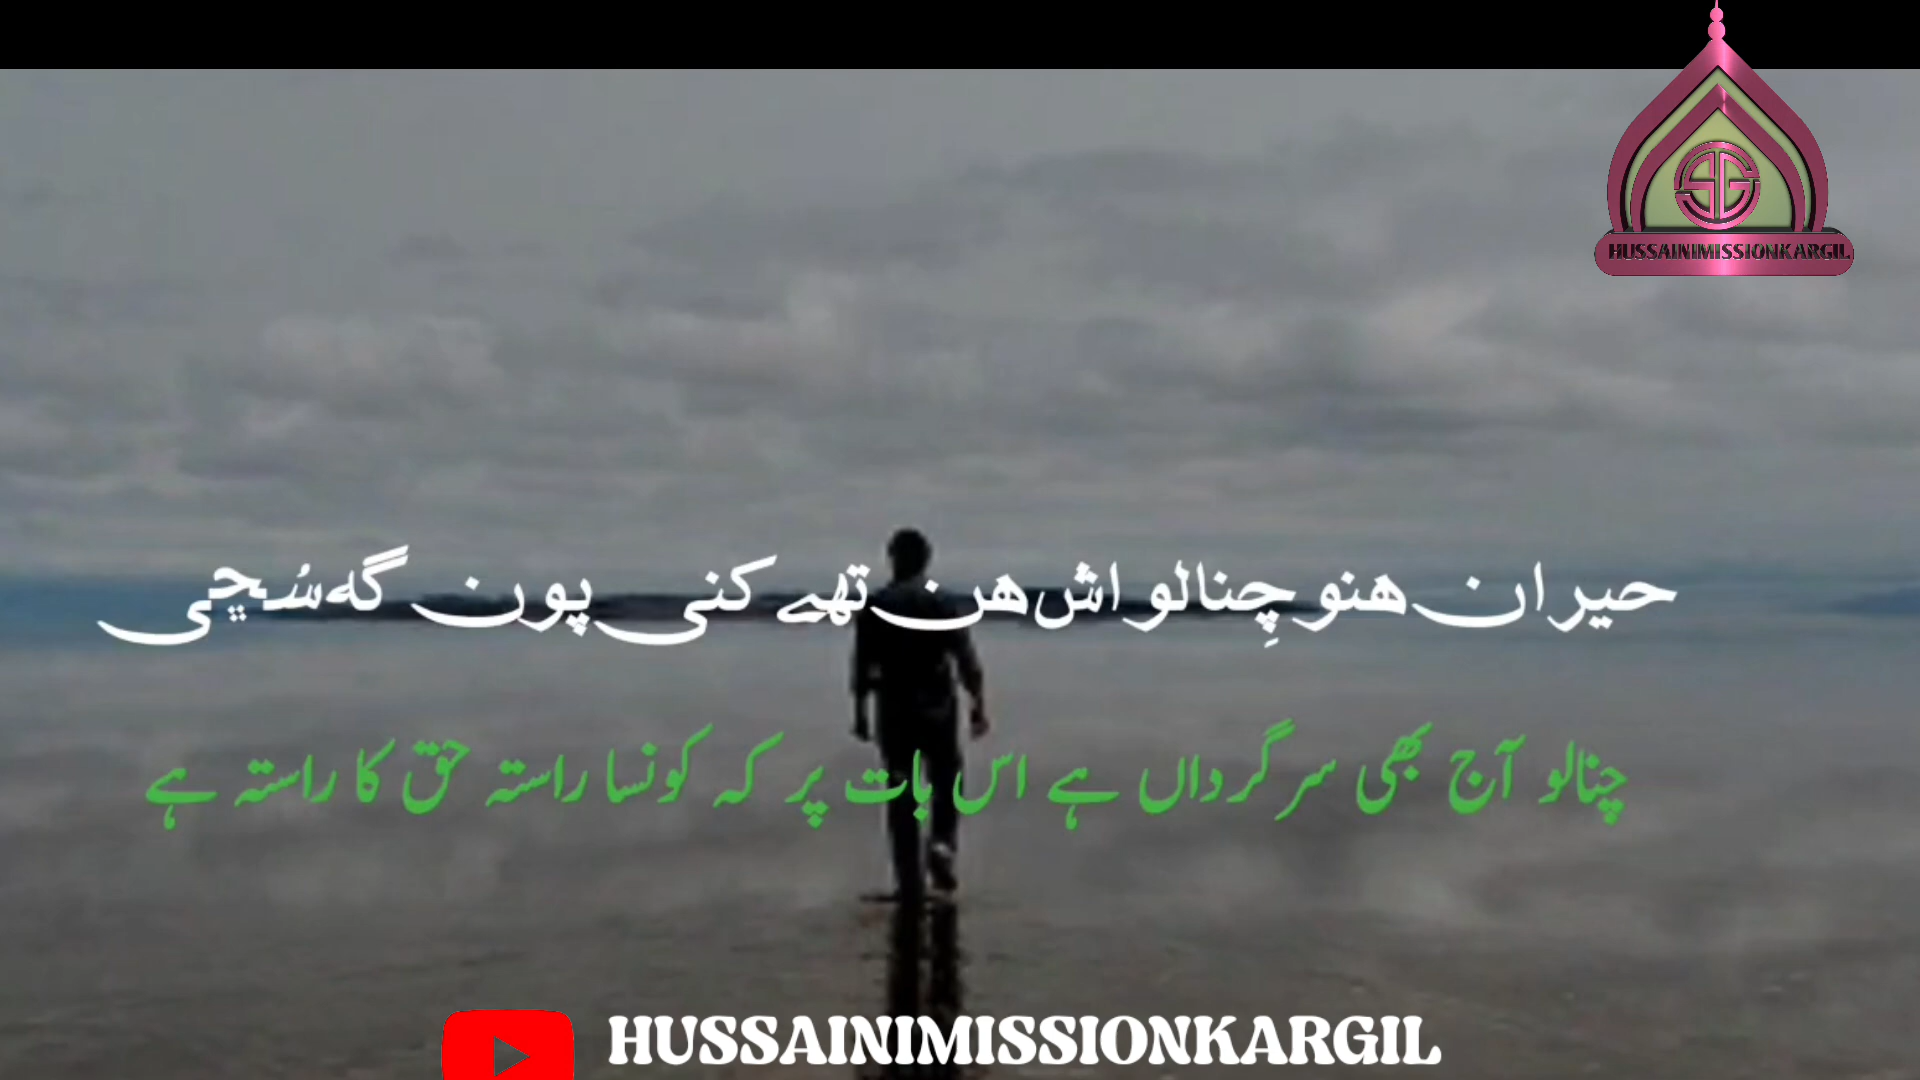 HUSSAINIMISSIONKARGIL
حیران ھنو چِنالو اش ھن تھے کنی پون گہ سُچی
چنالو آج بھی سرگرداں ہے اس بات پر کہ کونسا راستہ حق کا راستہ ہے
HUSSAINIMISSIONKARGIL